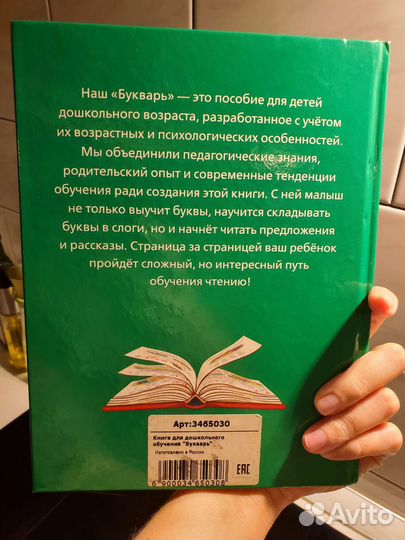 Наш «Букварь» — это пособие для детей
дошкольного возраста, разработанное с учётом
их возрастных и психологических особенностей.
Мы объединили педагогические знания,
родительский опыт и современные тенденции
обучения ради создания этой книги. С ней малыш
не только выучит буквы, научится складывать
буквы в слоги, но и начнёт читать предложения
и рассказы. Страница за страницей ваш ребёнок
пройдёт сложный, но интересный путь
обучения чтению!
Арт:3465030
Книга для дошкольного
обучения "Букварь"
Изготовлено в России
EAC
6 900034 650308
Avito